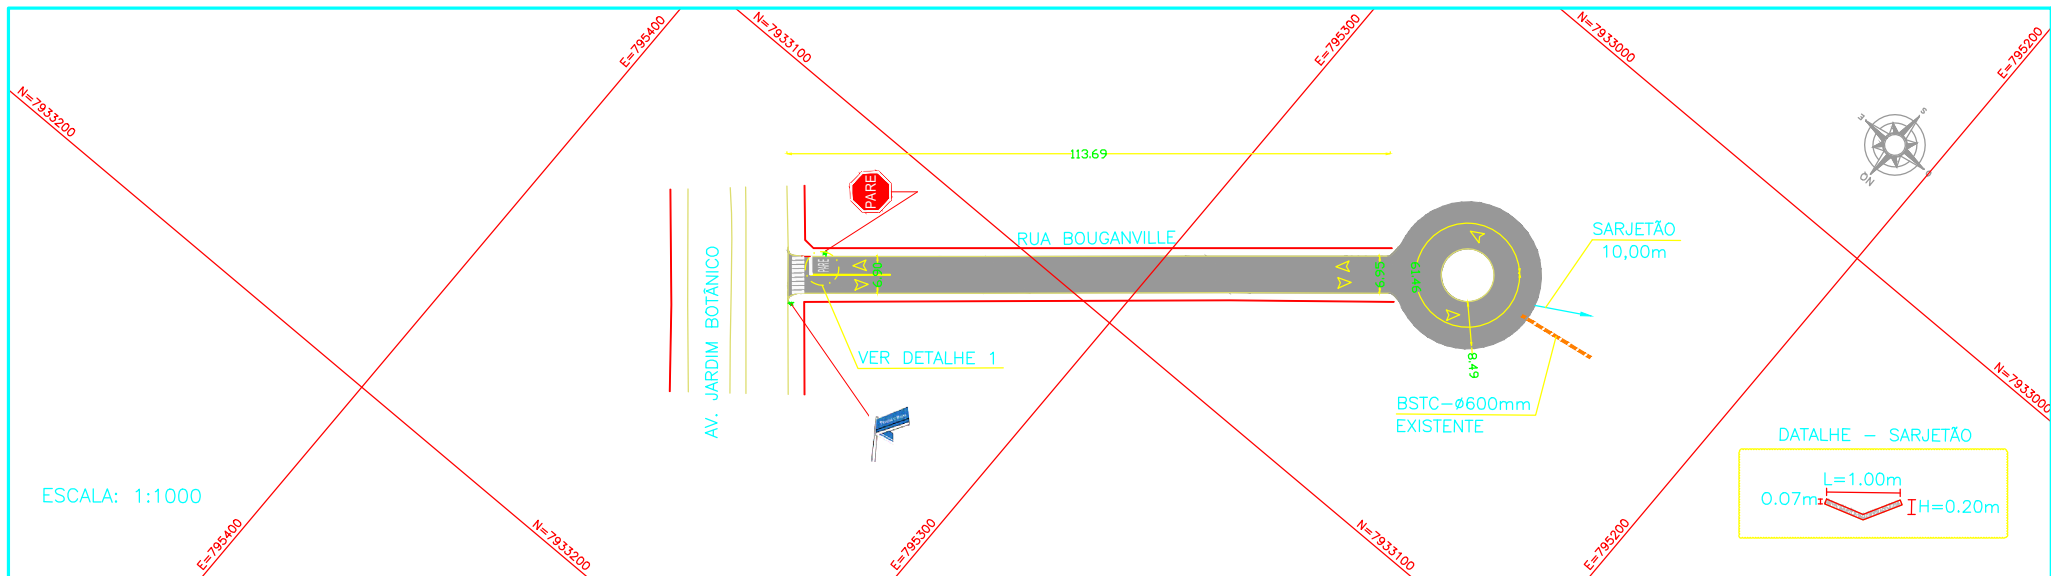 E=795400
N=7933100
E=795300
N=7933000
E=795200
N=7933200
S
E
O
NO
113.69
PARE
RUA BOUGANVILLE
SARJETÃO
10,00m
PARE
AV. JARDIM BOTÂNICO
VER DETALHE 1
8.49
BSTC-Ø600mm
EXISTENTE
N=7933000
DATALHE - SARJETÃO
L=1.00m
0.07m
H=0.20m
ESCALA: 1:1000
E=795400
N=7933200
E=795300
N=7933100
E=795200